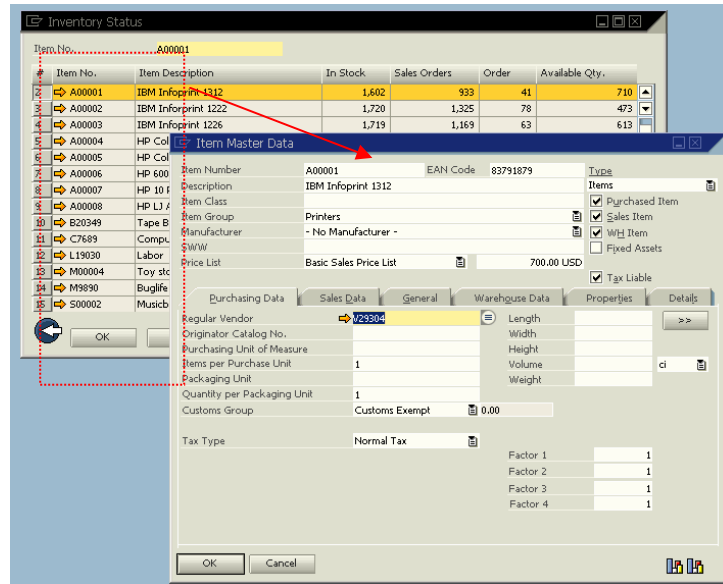 Inventory Status
Item No. A00001
# Item No. Item Description In Stock Sales Orders Order Available Qty.
2 A00001 IBM Infoprint 1312 1,602 933 41 710
3 A00002 IBM Inforprint 1222 1,720 1,325 78 473
4 A00003 IBM Infoprint 1226 1,719 1,169 63 613
5 A00004 HP Col
6 A00005 HP Col
7 A00006 HP 600
8 A00007 HP 10
9 A00008 HP LJ
10 B20349 Tape B
11 C7689 Compu
12 L19030 Labor
13 M00004 Toy sto
14 M9890 Buglife
15 S00002 Musicb
OK
Item Master Data
Item Number A00001 EAN Code 83791879 Type
Description IBM Infoprint 1312 Items
Item Class Purchased Item
Item Group Printers Sales Item
Manufacturer - No Manufacturer - WH Item
SWW Fixed Assets
Price List Basic Sales Price List 700.00 USD
Tax Liable
Purchasing Data Sales Data General Warehouse Data Properties Details
Regular Vendor V29304 Length >>
Originator Catalog No. Width
Purchasing Unit of Measure Height
Items per Purchase Unit 1 Volume ci
Packaging Unit Weight
Quantity per Packaging Unit 1
Customs Group Customs Exempt 0.00
Tax Type Normal Tax
Factor 1 1
Factor 2 1
Factor 3 1
Factor 4 1
OK Cancel